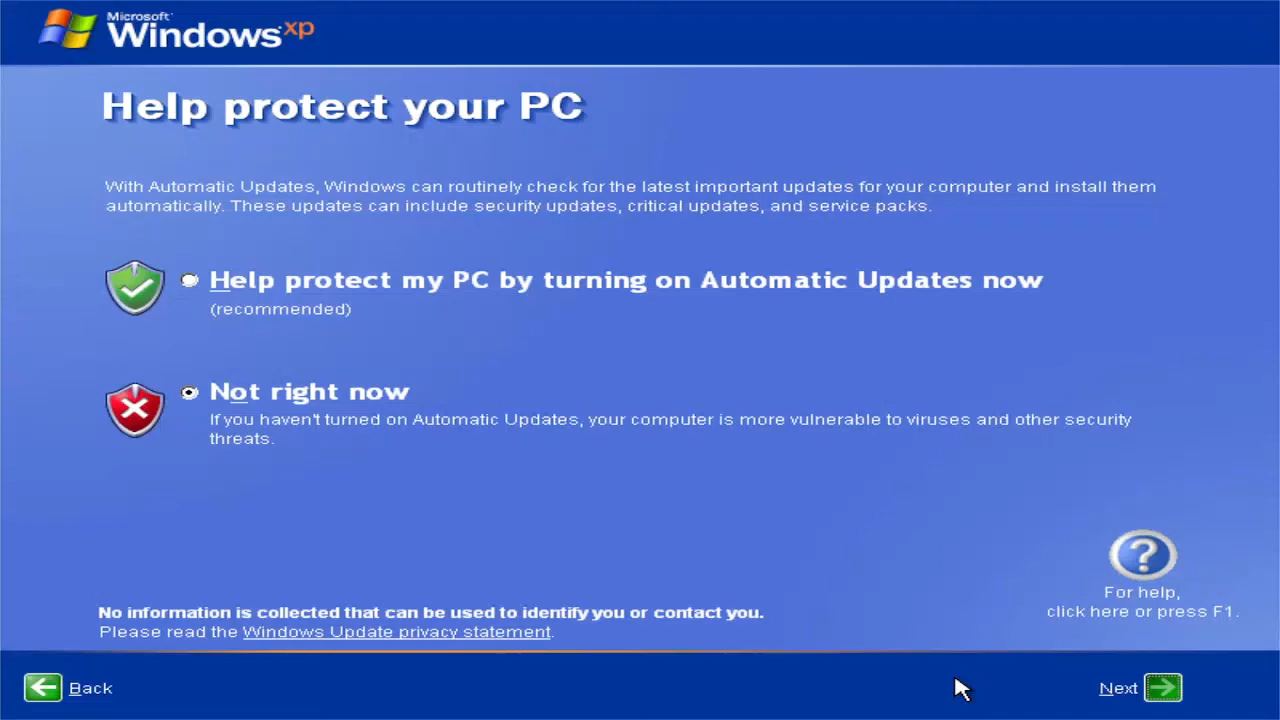 Microsoft
Windows xp
Help protect your PC
With Automatic Updates, Windows can routinely check for the latest important updates for your computer and install them
automatically. These updates can include security updates, critical updates, and service packs.
Help protect my PC by turning on Automatic Updates now
(recommended)
Not right now
If you haven't turned on Automatic Updates, your computer is more vulnerable to viruses and other security
threats.
For help,
click here or press F1.
No information is collected that can be used to identify you or contact you.
Please read the Windows Update privacy statement.
Back
Next